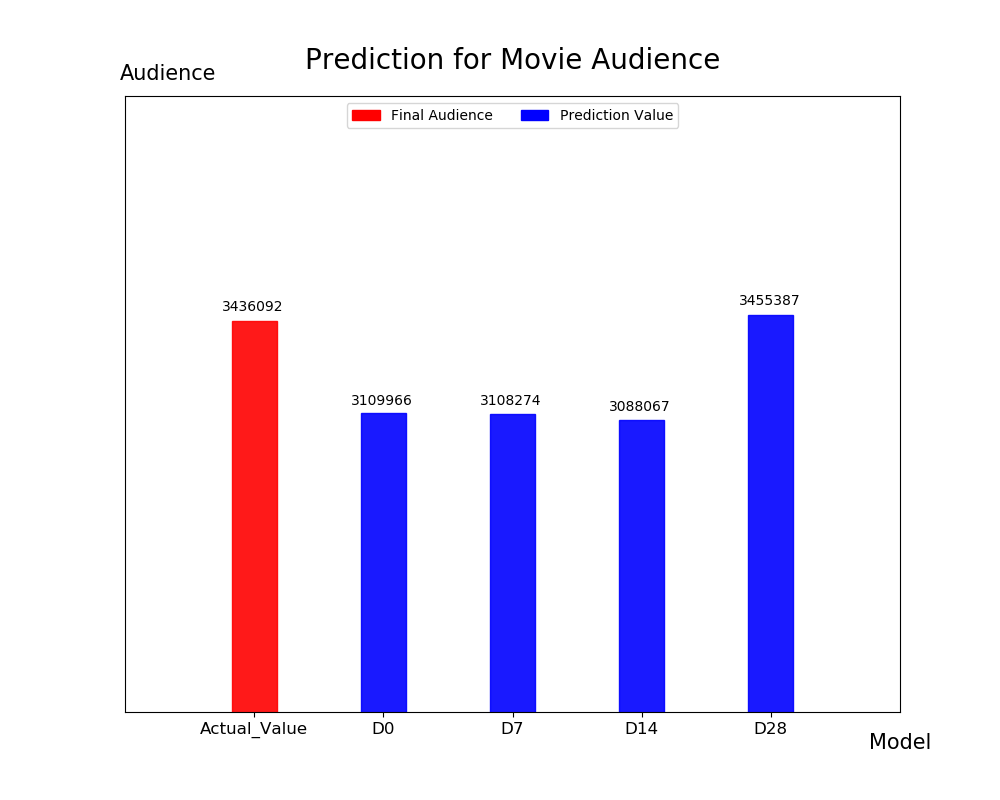 Prediction for Movie Audience
Audience
Final Audience Prediction Value
3436092
3109966
3108274
3088067
3455387
Actual_Value D0 D7 D14 D28
Model